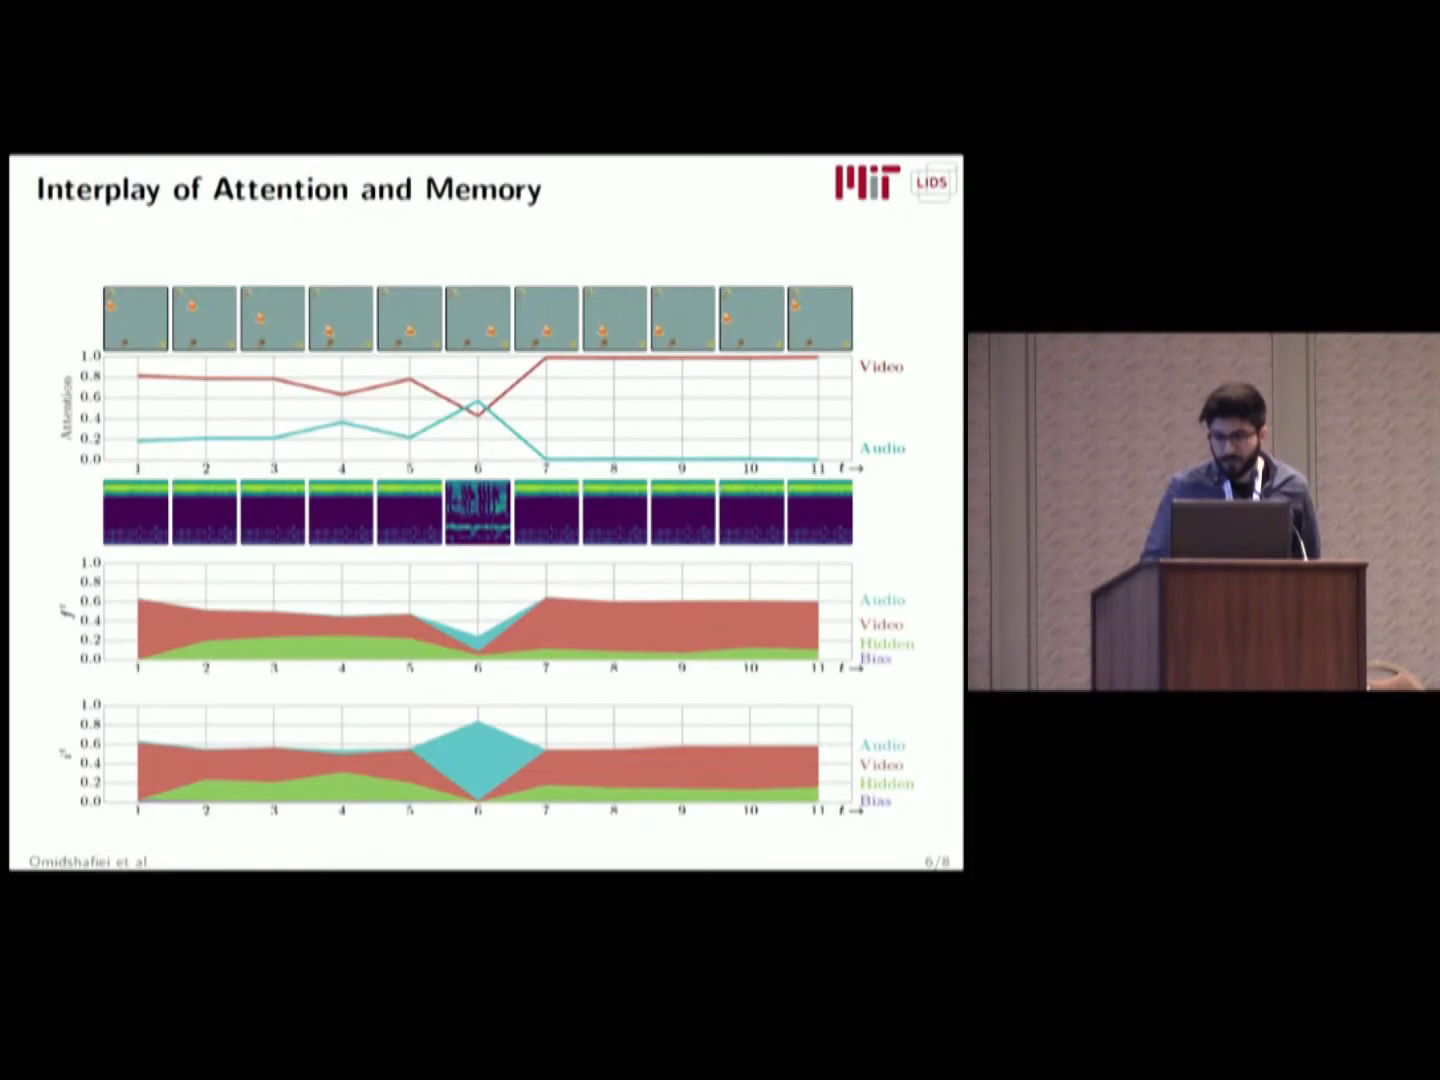 Interplay of Attention and Memory
MIT
LIDS
1.0
0.8
0.6
0.4
0.2
0.0
Attention
Video
Audio
1 2 3 4 5 6 7 8 9 10 11 t →
1.0
0.8
0.6
0.4
0.2
0.0
Audio
Video
Hidden
Bias
1 2 3 4 5 6 7 8 9 10 11 t →
1.0
0.8
0.6
0.4
0.2
0.0
Audio
Video
Hidden
Bias
1 2 3 4 5 6 7 8 9 10 11 t →
Omidshafiei et al
6/8